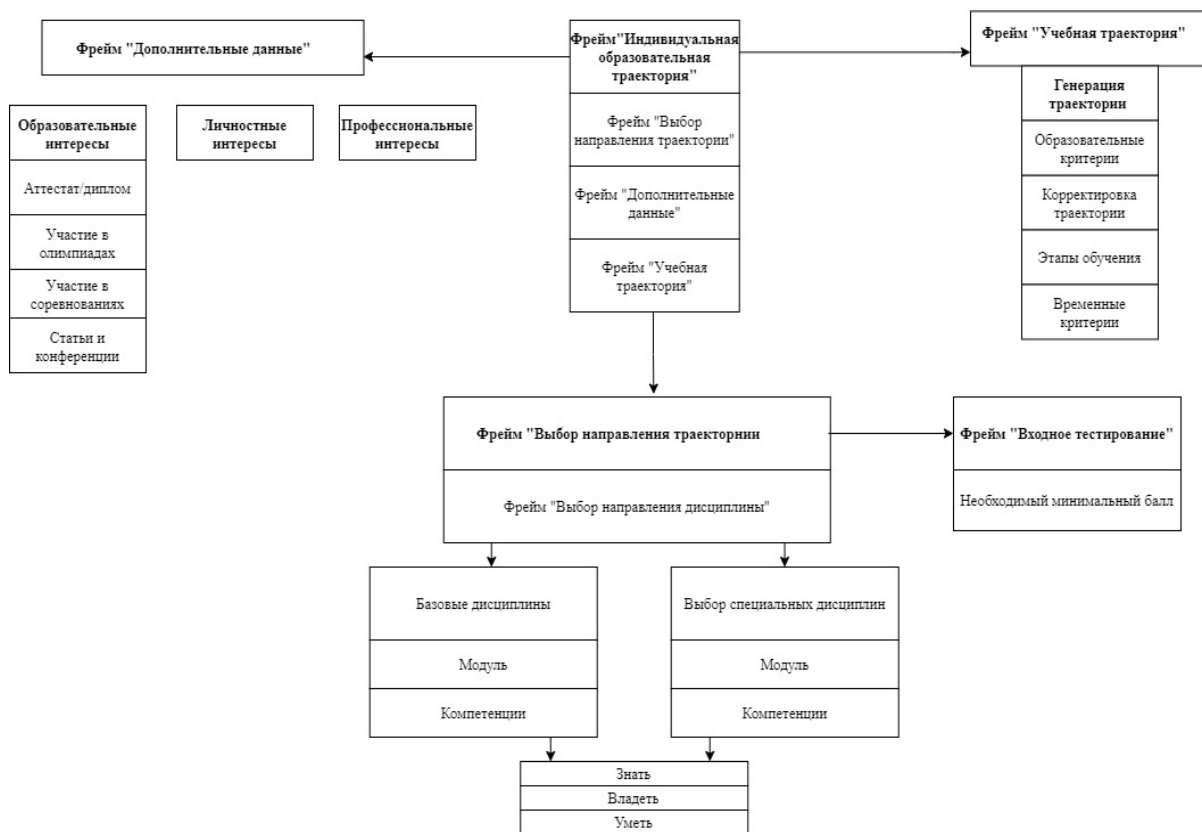 Фрейм "Дополнительные данные"
Фрейм"Индивидуальная
образовательная
траектория"
Фрейм "Учебная траектория"
Образовательные
интересы
Аттестат/диплом
Участие в
олимпиадах
Участие в
соревнованиях
Статьи и
конференции
Личностные
интересы
Профессиональные
интересы
Фрейм "Выбор
направления траектории"
Фрейм "Дополнительные
данные"
Фрейм "Учебная
траектория"
Генерация
траектории
Образовательные
критерии
Корректировка
траектории
Этапы обучения
Временные
критерии
Фрейм "Выбор направления траекторнии
Фрейм "Выбор направления дисциплины"
Фрейм "Входное тестирование"
Необходимый минимальный балл
Базовые дисциплины
Модуль
Компетенции
Выбор специальных дисциплин
Модуль
Компетенции
Знать
Владеть
Уметь